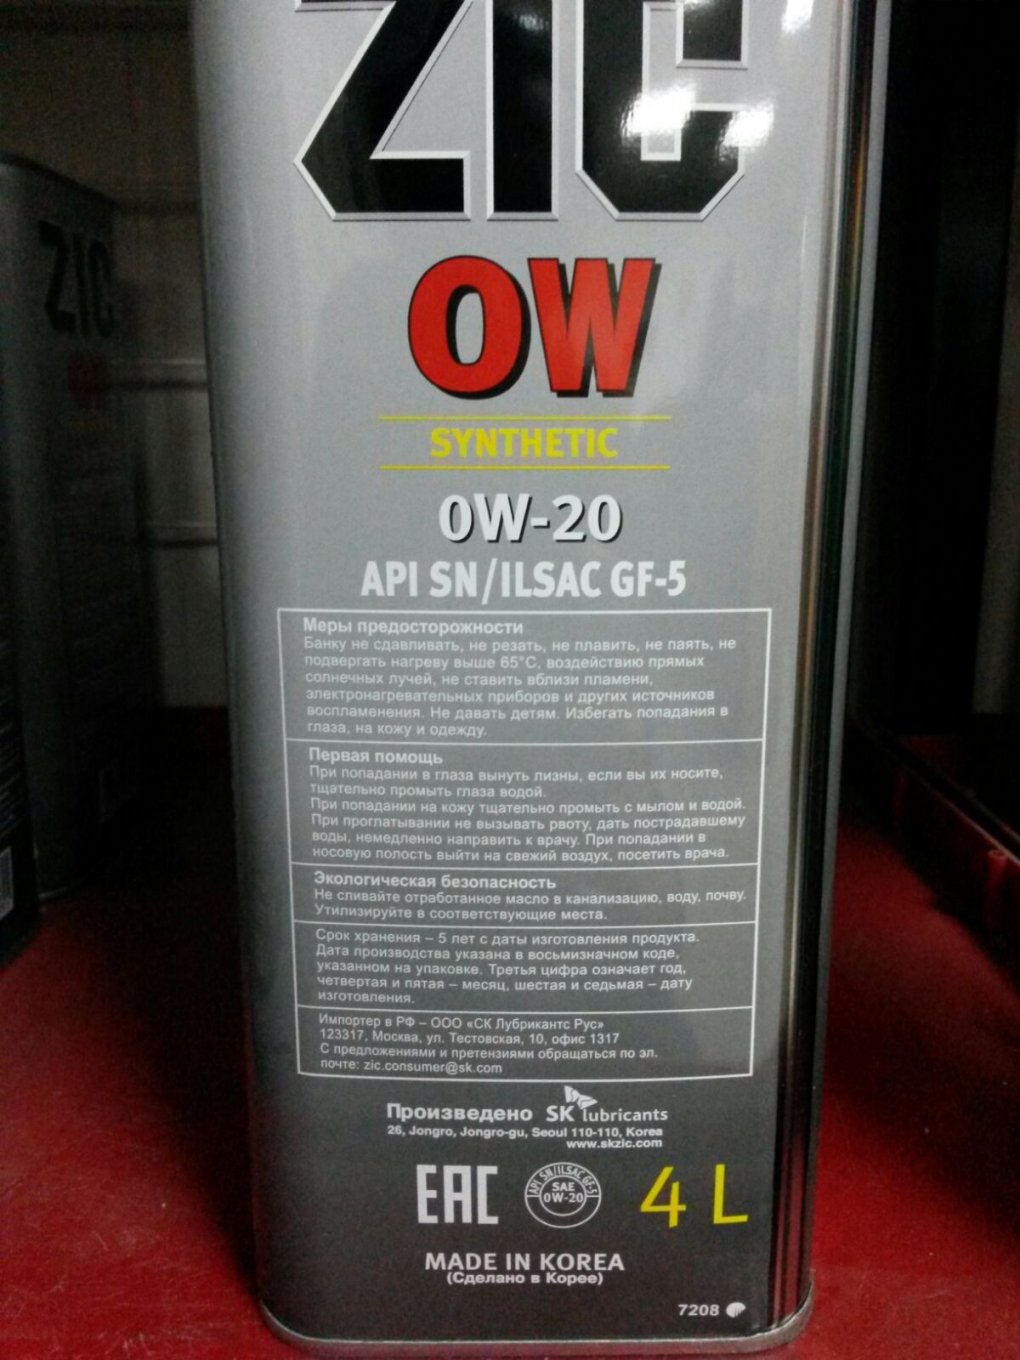 ZIC
0W
SYNTHETIC
0W-20
API SN/ILSAC GF-5
Меры предосторожности
Банку не сдавливать, не резать, не плавить, не паять, не
подвергать нагреву выше 65°C, воздействию прямых
солнечных лучей, не ставить вблизи пламени,
электронагревательных приборов и других источников
воспламенения. Не давать детям. Избегать попадания в
глаза, на кожу и одежду.
Первая помощь
При попадании в глаза вынуть лизны, если вы их носите,
тщательно промыть глаза водой.
При попадании на кожу тщательно промыть с мылом и водой.
При проглатывании не вызывать рвоту, дать пострадавшему
воды, немедленно направить к врачу. При попадании в
носовую полость выйти на свежий воздух, посетить врача.
Экологическая безопасность
Не сливайте отработанное масло в канализацию, воду, почву.
Утилизируйте в соответствующие места.
Срок хранения – 5 лет с даты изготовления продукта.
Дата производства указана в восьмизначном коде,
указанном на упаковке. Третья цифра означает год,
четвертая и пятая – месяц, шестая и седьмая – дату
изготовления.
Импортер в РФ – ООО «СК Лубрикантс Рус»
123317, Москва, ул. Тестовская, 10, офис 1317
С предложениями и претензиями обращаться по эл.
почте: zic.consumer@sk.com
Произведено SK lubricants
26, Jongro, Jongro-gu, Seoul 110-110, Korea
www.skzic.com
EAC
API SN/ILSAC GF-5
SAE
0W-20
4 L
MADE IN KOREA
(Сделано в Корее)
7208
ZIC
0W